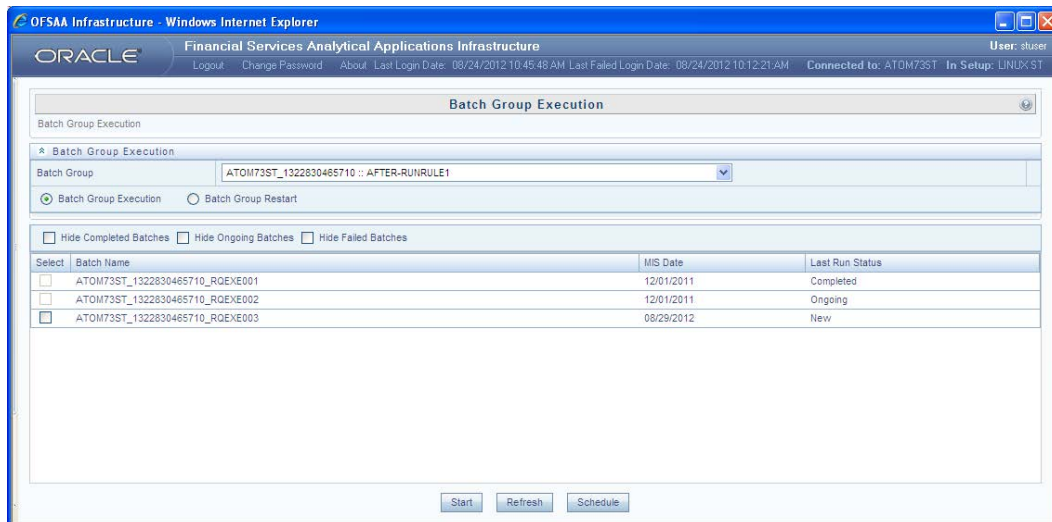 OFSAA Infrastructure - Windows Internet Explorer
ORACLE
Financial Services Analytical Applications Infrastructure
User: stuser
Logout Change Password About Last Login Date: 08/24/2012 10:45:48 AM Last Failed Login Date: 08/24/2012 10:12:21:AM Connected to: ATOM73ST In Setup: LINUX ST
Batch Group Execution
Batch Group Execution
Batch Group Execution
Batch Group ATOM73ST_1322830465710 :: AFTER-RUNRULE1
Batch Group Execution Batch Group Restart
Hide Completed Batches Hide Ongoing Batches Hide Failed Batches
Select Batch Name MIS Date Last Run Status
ATOM73ST_1322830465710_RQEXE001 12/01/2011 Completed
ATOM73ST_1322830465710_RQEXE002 12/01/2011 Ongoing
ATOM73ST_1322830465710_RQEXE003 08/29/2012 New
Start Refresh Schedule